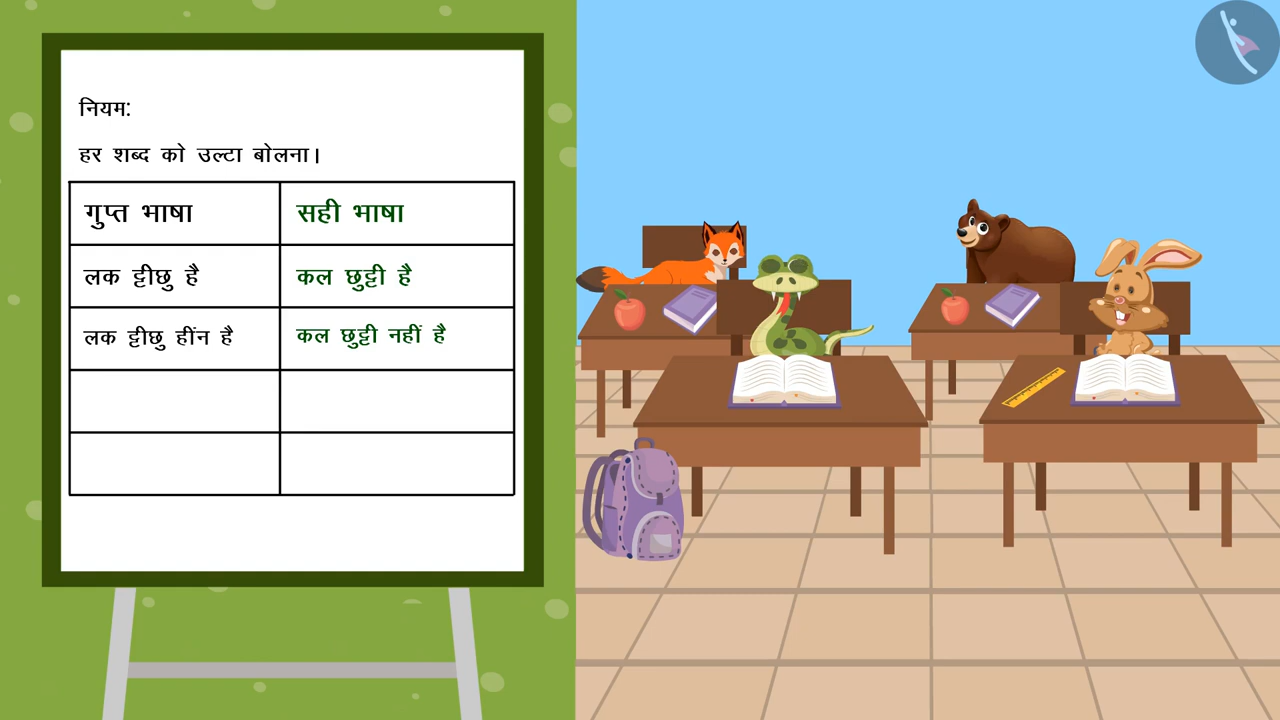 नियम:
हर शब्द को उल्टा बोलना।
गुप्त भाषा सही भाषा
लक ट्टीछु है कल छुट्टी है
लक ट्टीछु हींन है कल छुट्टी नहीं है